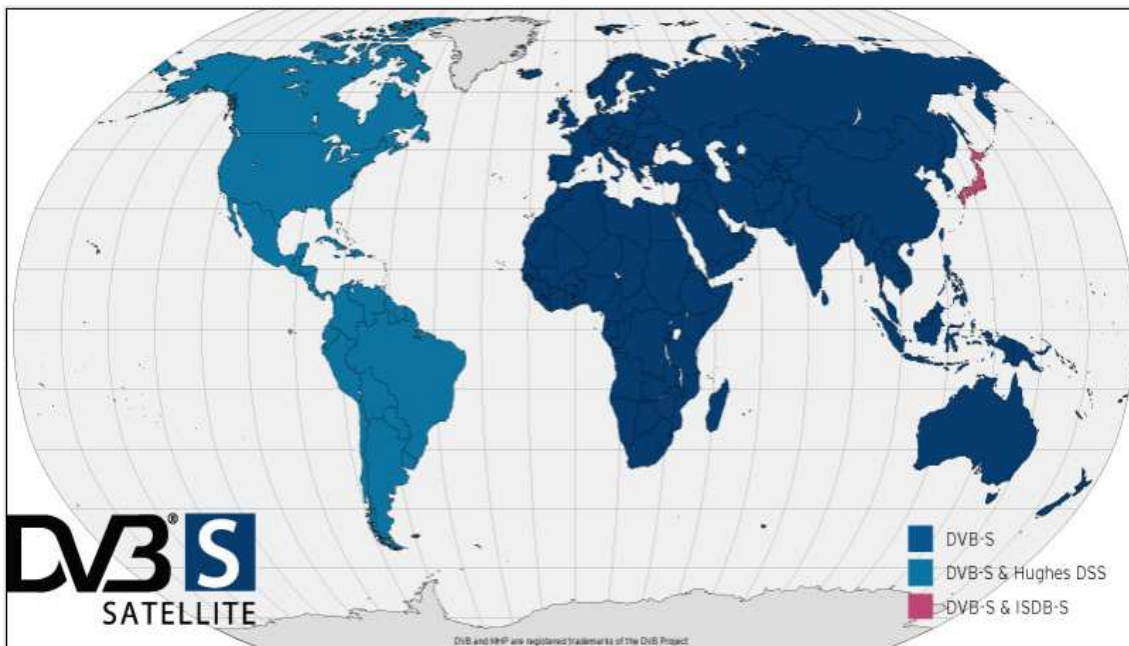 DVB® S
SATELLITE
DVB-S
DVB-S & Hughes DSS
DVB-S & ISDB-S
DVB and MHP are registered trademarks of the DVB Project